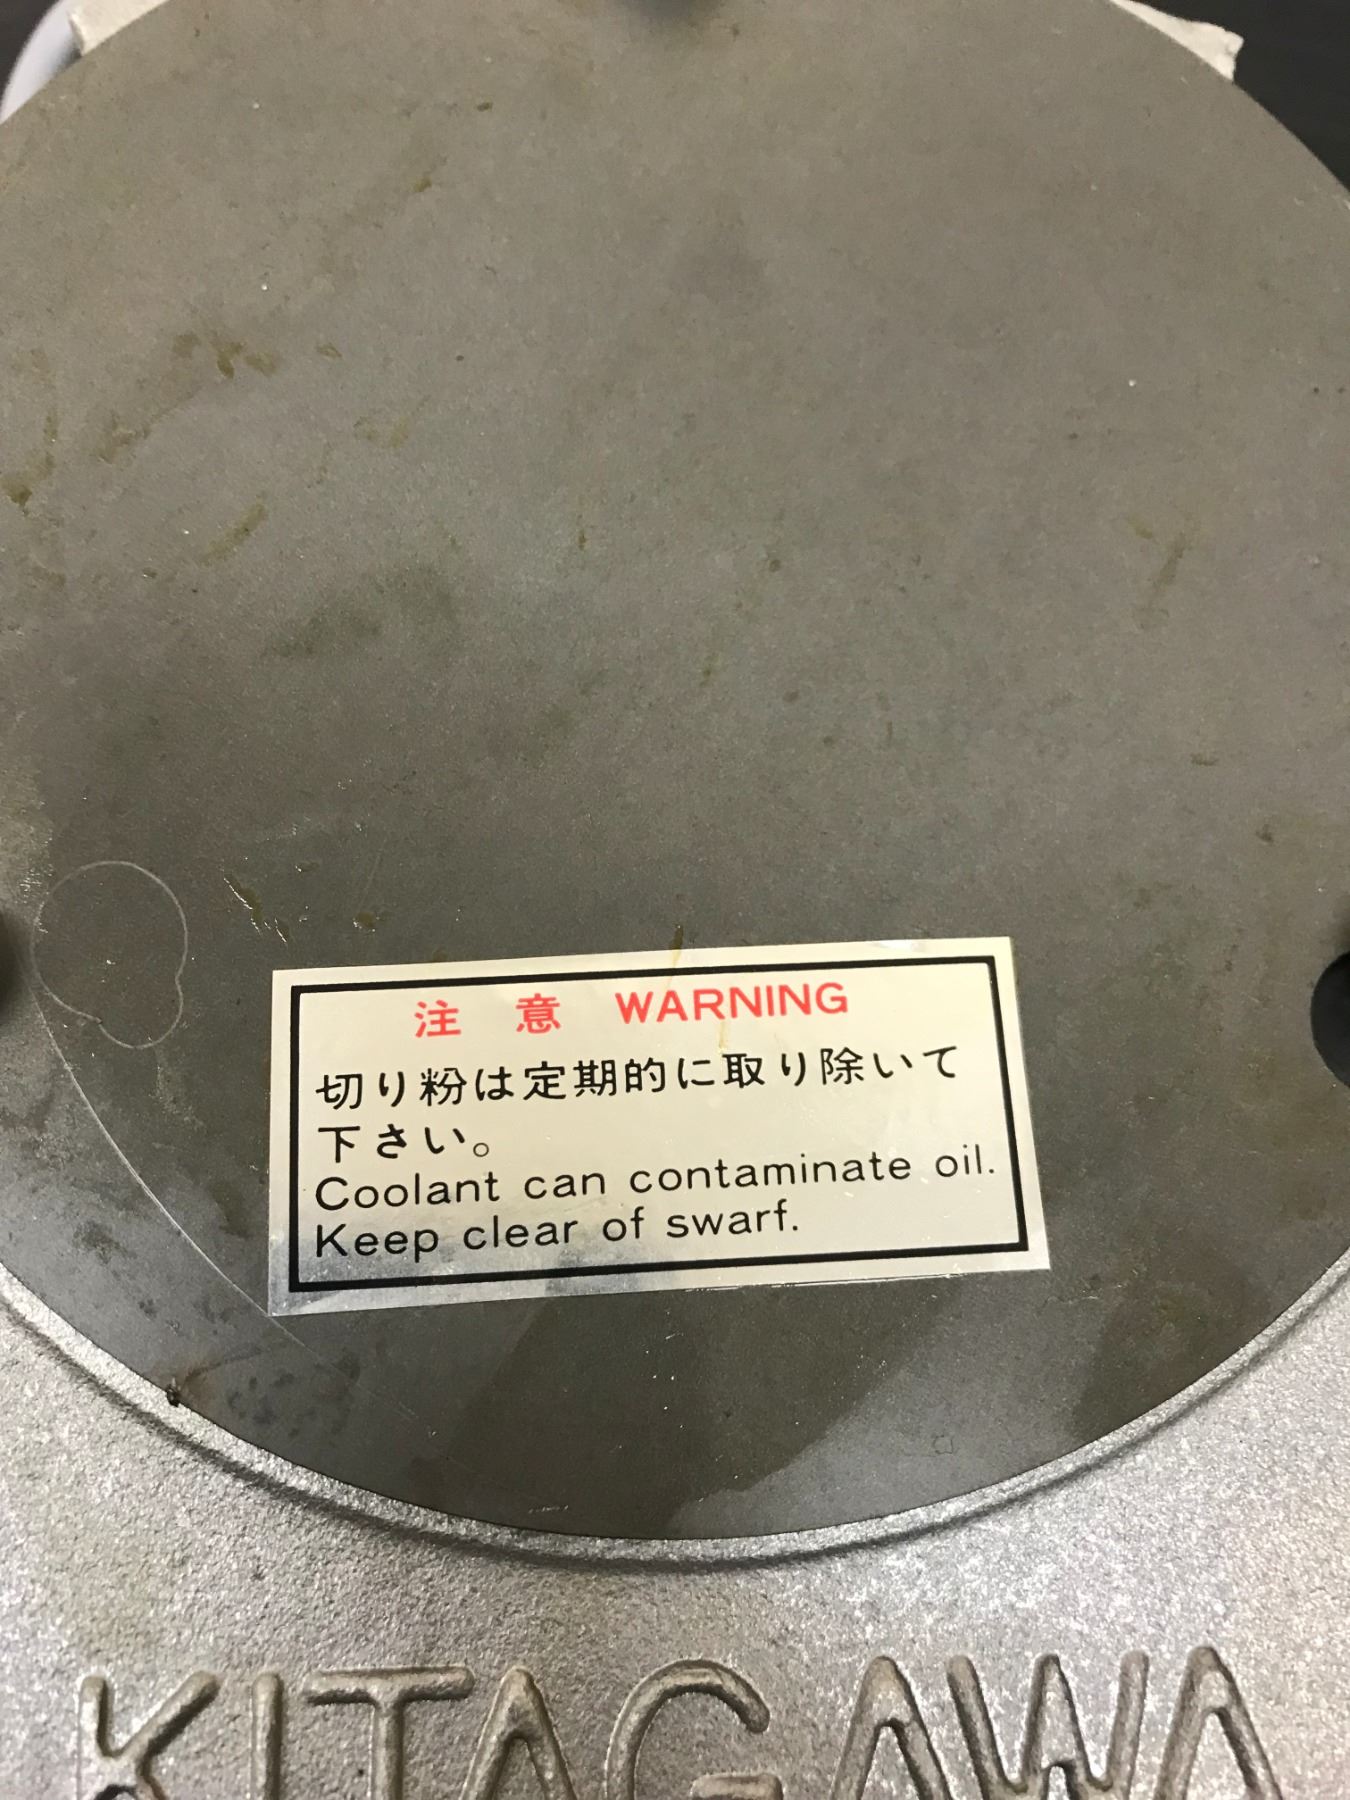 注 意 WARNING
切り粉は定期的に取り除いて
下さい。
Coolant can contaminate oil.
Keep clear of swarf.
KITAGAWA